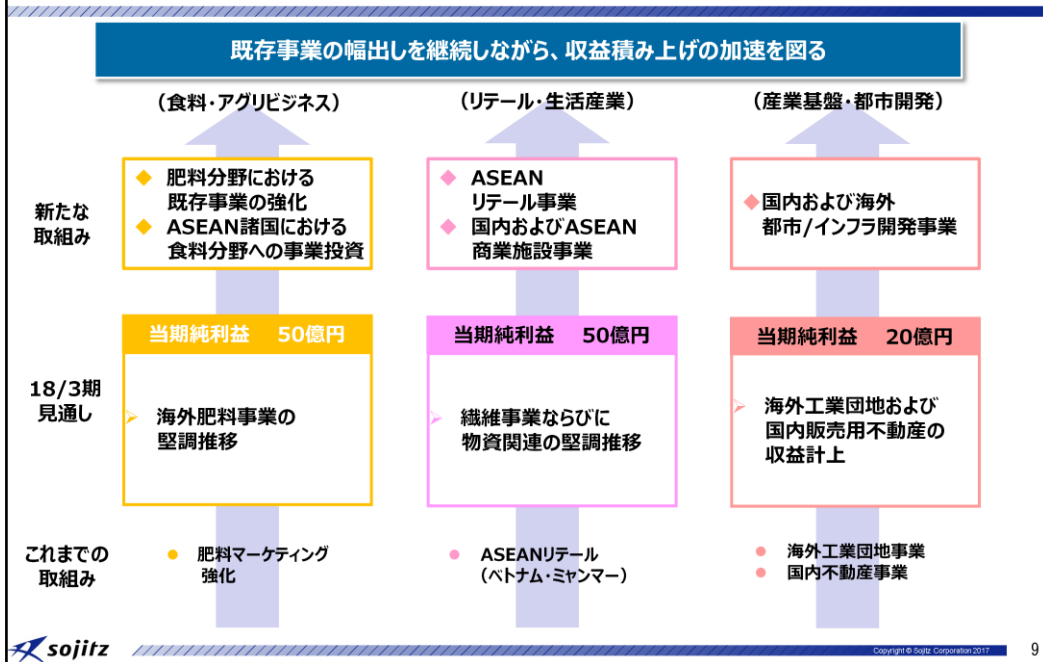 既存事業の幅出しを継続しながら、収益積み上げの加速を図る
（食料・アグリビジネス）
（リテール・生活産業）
（産業基盤・都市開発）
新たな
取組み
◆ 肥料分野における
既存事業の強化
◆ ASEAN諸国における
食料分野への事業投資
◆ ASEAN
リテール事業
◆ 国内およびASEAN
商業施設事業
◆国内および海外
都市/インフラ開発事業
18/3期
見通し
当期純利益　50億円
➢ 海外肥料事業の
堅調推移
当期純利益　50億円
➢ 繊維事業ならびに
物資関連の堅調推移
当期純利益　20億円
➢ 海外工業団地および
国内販売用不動産の
収益計上
これまでの
取組み
● 肥料マーケティング
強化
● ASEANリテール
（ベトナム・ミャンマー）
● 海外工業団地事業
● 国内不動産事業
sojitz
Copyright © Sojitz Corporation 2017
9